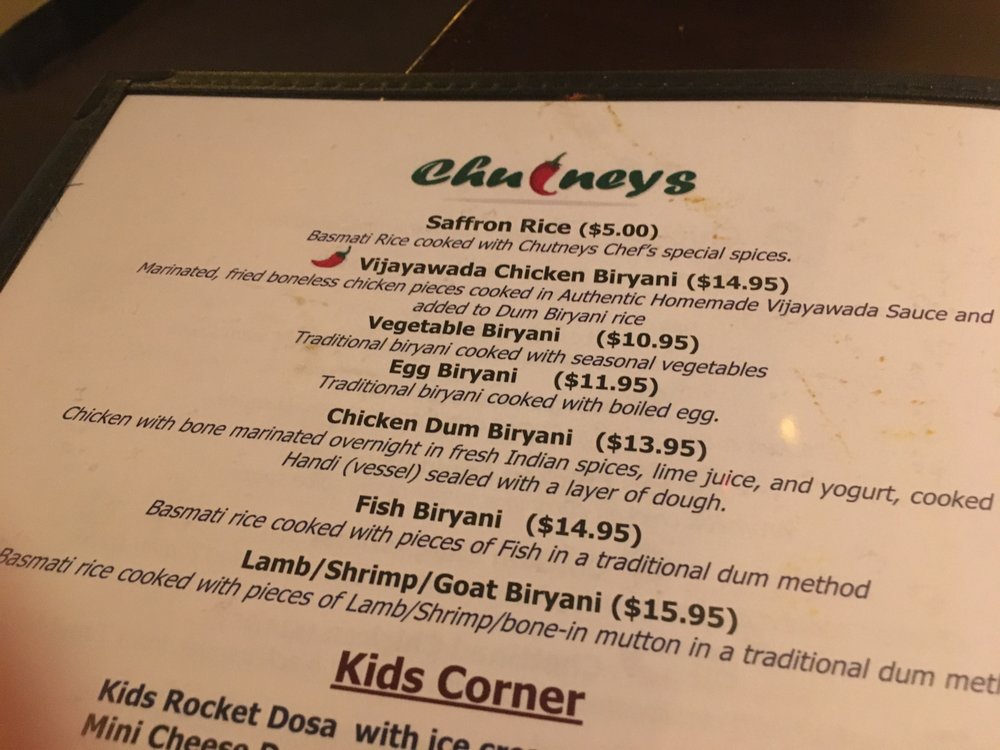 Chutneys
Saffron Rice ($5.00)
Basmati Rice cooked with Chutneys Chef's special spices.
Vijayawada Chicken Biryani ($14.95)
Marinated, fried boneless chicken pieces cooked in Authentic Homemade Vijayawada Sauce and
added to Dum Biryani rice
Vegetable Biryani ($10.95)
Traditional biryani cooked with seasonal vegetables
Egg Biryani ($11.95)
Traditional biryani cooked with boiled egg.
Chicken Dum Biryani ($13.95)
Chicken with bone marinated overnight in fresh Indian spices, lime juice, and yogurt, cooked
Handi (vessel) sealed with a layer of dough.
Fish Biryani ($14.95)
Basmati rice cooked with pieces of Fish in a traditional dum method
Lamb/Shrimp/Goat Biryani ($15.95)
Basmati rice cooked with pieces of Lamb/Shrimp/bone-in mutton in a traditional dum
Kids Corner
Kids Rocket Dosa with ice
Mini Cheese